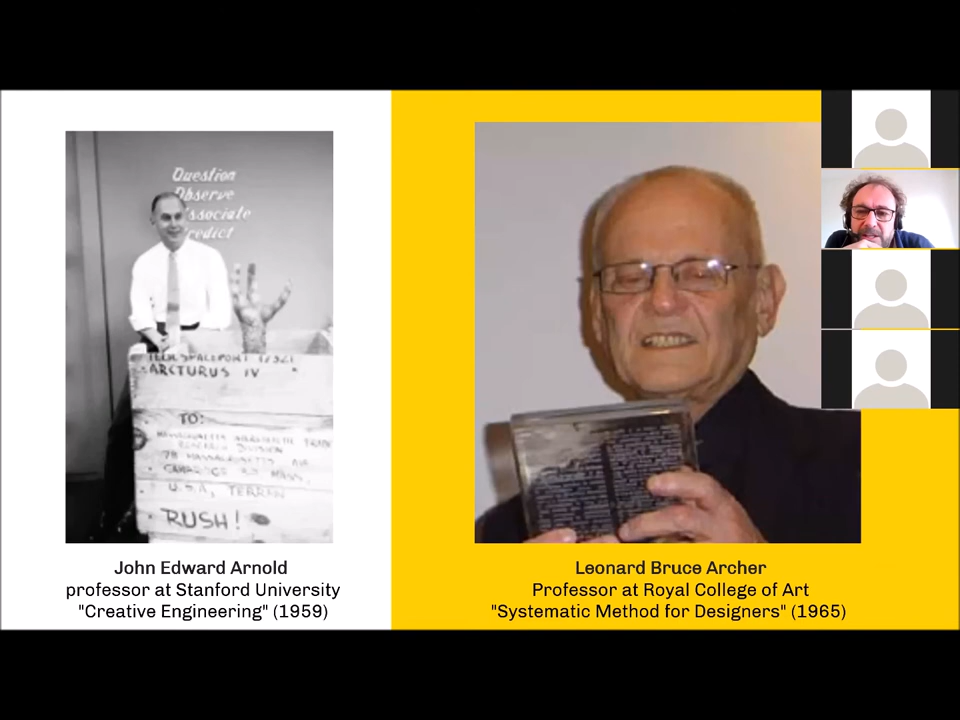 Question
Observe
ssociate
redict
ARCTURUS IV
TO:
U.S.A, TERRAN
RUSH!
John Edward Arnold
professor at Stanford University
"Creative Engineering" (1959)
Leonard Bruce Archer
Professor at Royal College of Art
"Systematic Method for Designers" (1965)